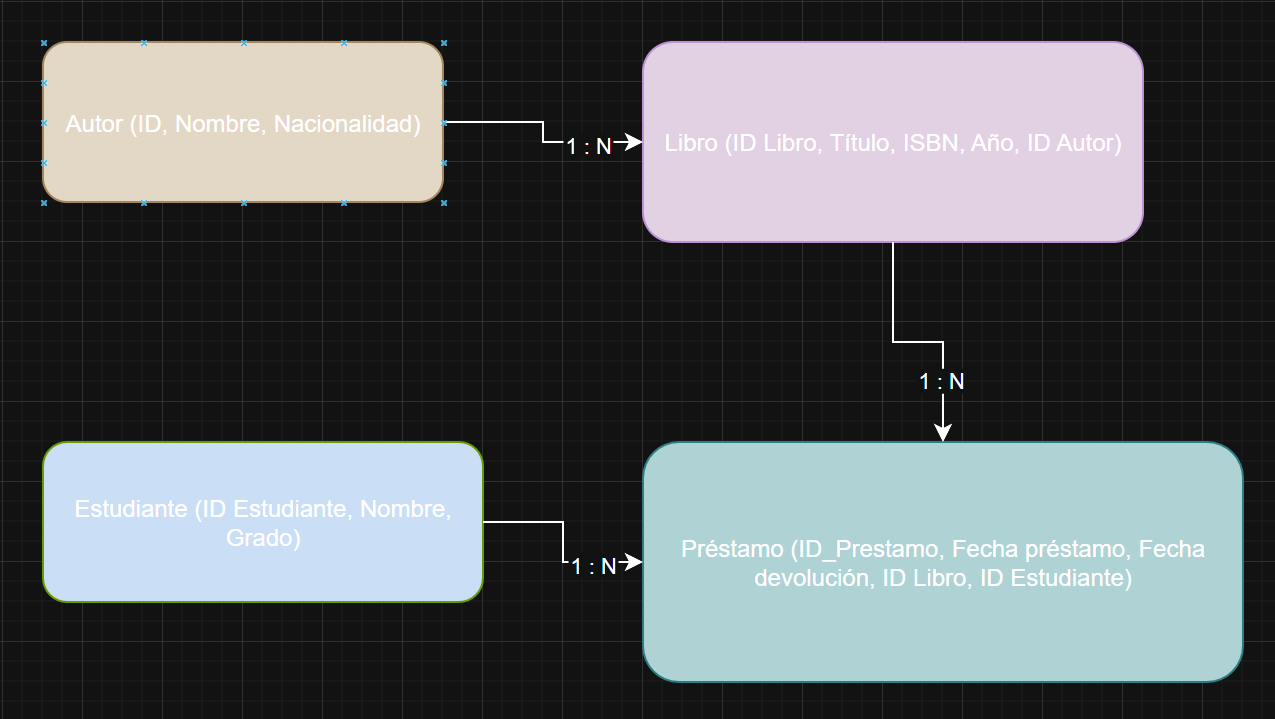 Autor (ID, Nombre, Nacionalidad)
1 : N
Libro (ID Libro, Título, ISBN, Año, ID Autor)
1 : N
Estudiante (ID Estudiante, Nombre,
Grado)
1 : N
Préstamo (ID_Prestamo, Fecha préstamo, Fecha
devolución, ID Libro, ID Estudiante)